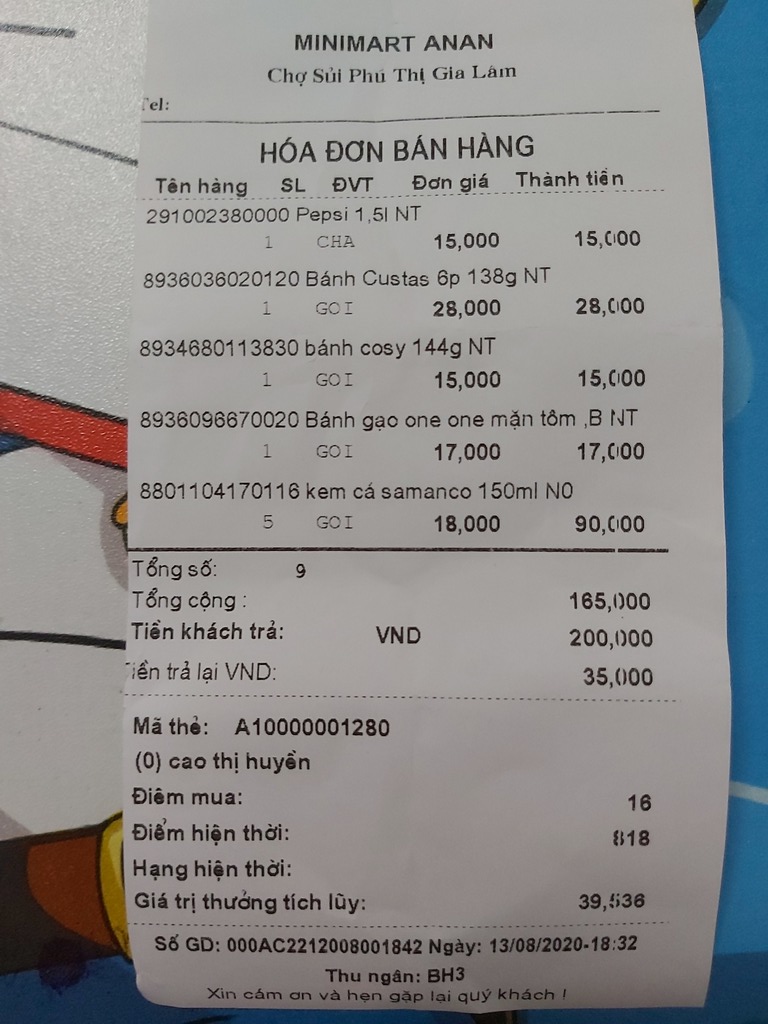 MINIMART ANAN
Chợ Sủi Phú Thị Gia Lâm
Tel:
HÓA ĐƠN BÁN HÀNG
Tên hàng SL ĐVT Đơn giá Thành tiền
291002380000 Pepsi 1,5l NT
1 CHA 15,000 15,000
8936036020120 Bánh Custas 6p 138g NT
1 GOI 28,000 28,000
8934680113830 bánh cosy 144g NT
1 GOI 15,000 15,000
8936096670020 Bánh gạo one one mặn tôm ,B NT
1 GOI 17,000 17,000
8801104170116 kem cá samanco 150ml N0
5 GOI 18,000 90,000
Tổng số: 9
Tổng cộng : 165,000
Tiền khách trả: VND 200,000
Tiền trả lại VND: 35,000
Mã thẻ: A10000001280
(0) cao thị huyền
Điểm mua: 16
Điểm hiện thời: 818
Hạng hiện thời:
Giá trị thưởng tích lũy: 39,536
Số GD: 000AC2212008001842 Ngày: 13/08/2020-18:32
Thu ngân: BH3
Xin cám ơn và hẹn gặp lại quý khách !